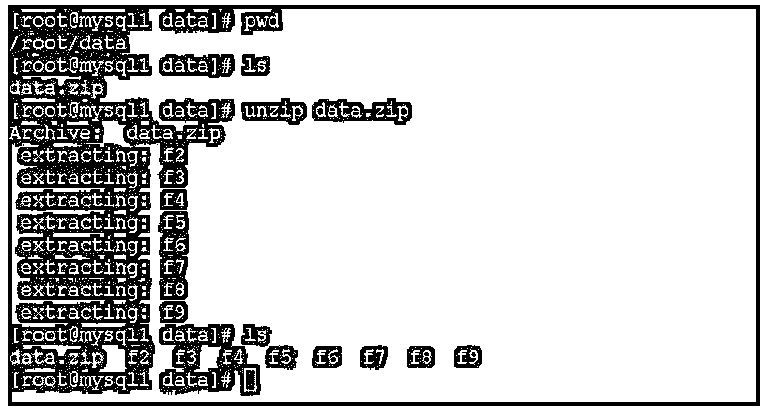 [root@mysql1 data]# pwd
/root/data
[root@mysql1 data]# ls
data.zip
[root@mysql1 data]# unzip data.zip
Archive:  data.zip
 extracting: f2
 extracting: f3
 extracting: f4
 extracting: f5
 extracting: f6
 extracting: f7
 extracting: f8
 extracting: f9
[root@mysql1 data]# ls
data.zip  f2  f3  f4  f5  f6  f7  f8  f9
[root@mysql1 data]#